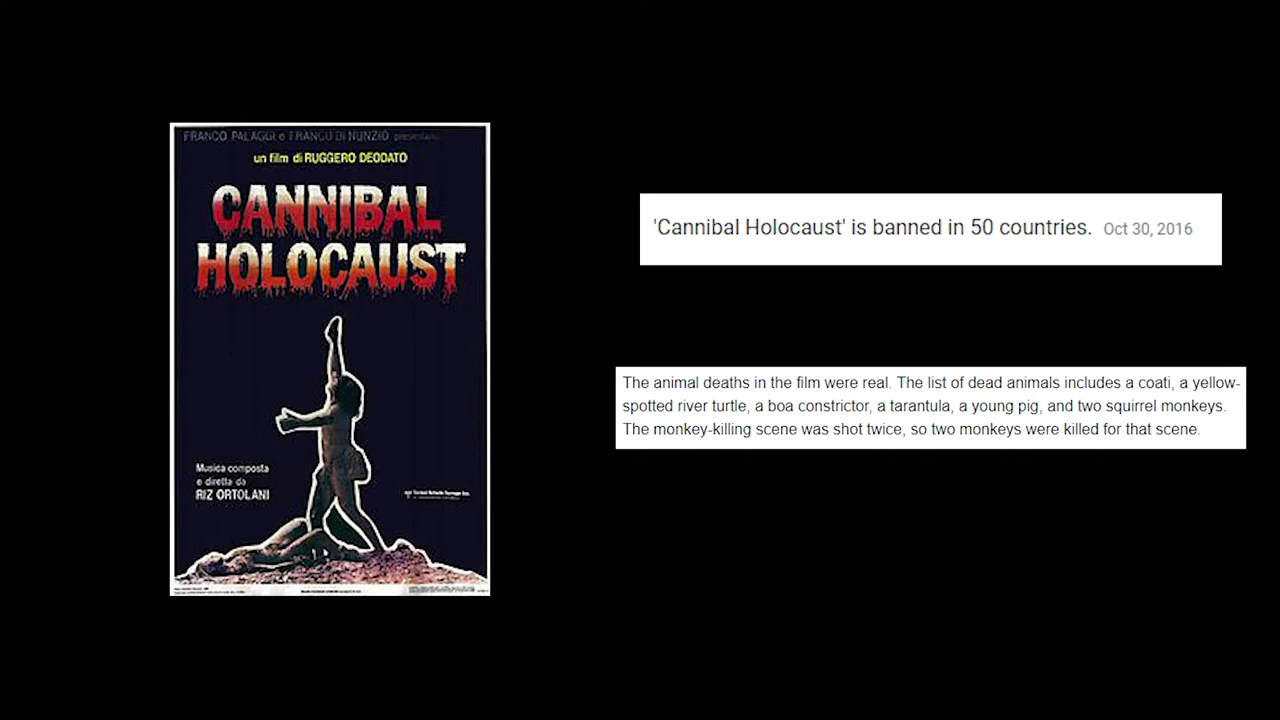 FRANCO PALAGGI e FRANCO DI NUNZIO presentano
un film di RUGGERO DEODATO
CANNIBAL
HOLOCAUST
Musica composta
e diretta da
RIZ ORTOLANI
'Cannibal Holocaust' is banned in 50 countries. Oct 30, 2016
The animal deaths in the film were real. The list of dead animals includes a coati, a yellow-
spotted river turtle, a boa constrictor, a tarantula, a young pig, and two squirrel monkeys.
The monkey-killing scene was shot twice, so two monkeys were killed for that scene.